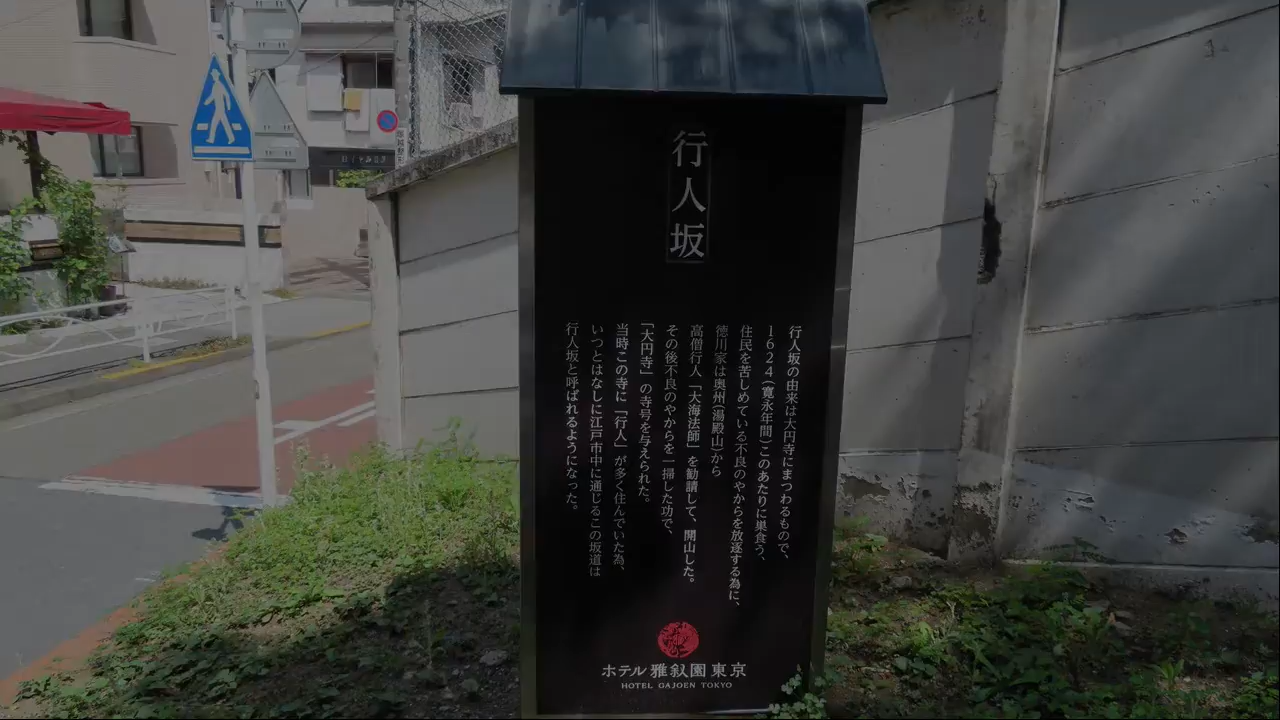 行人坂
行人坂の由来は大円寺にまつわるもので、
1624(寛永年間)このあたりに巣食う、
住民を苦しめている不良のやからを放逐する為に、
徳川家は奥州(湯殿山)から
高僧行人「大海法師」を勧請して、開山した。
その後不良のやからを一掃した功で、
「大円寺」の寺号を与えられた。
当時この寺に「行人」が多く住んでいた為、
いつとはなしに江戸市中に通じるこの坂道は
行人坂と呼ばれるようになった。
ホテル雅叙園東京
HOTEL GAJOEN TOKYO